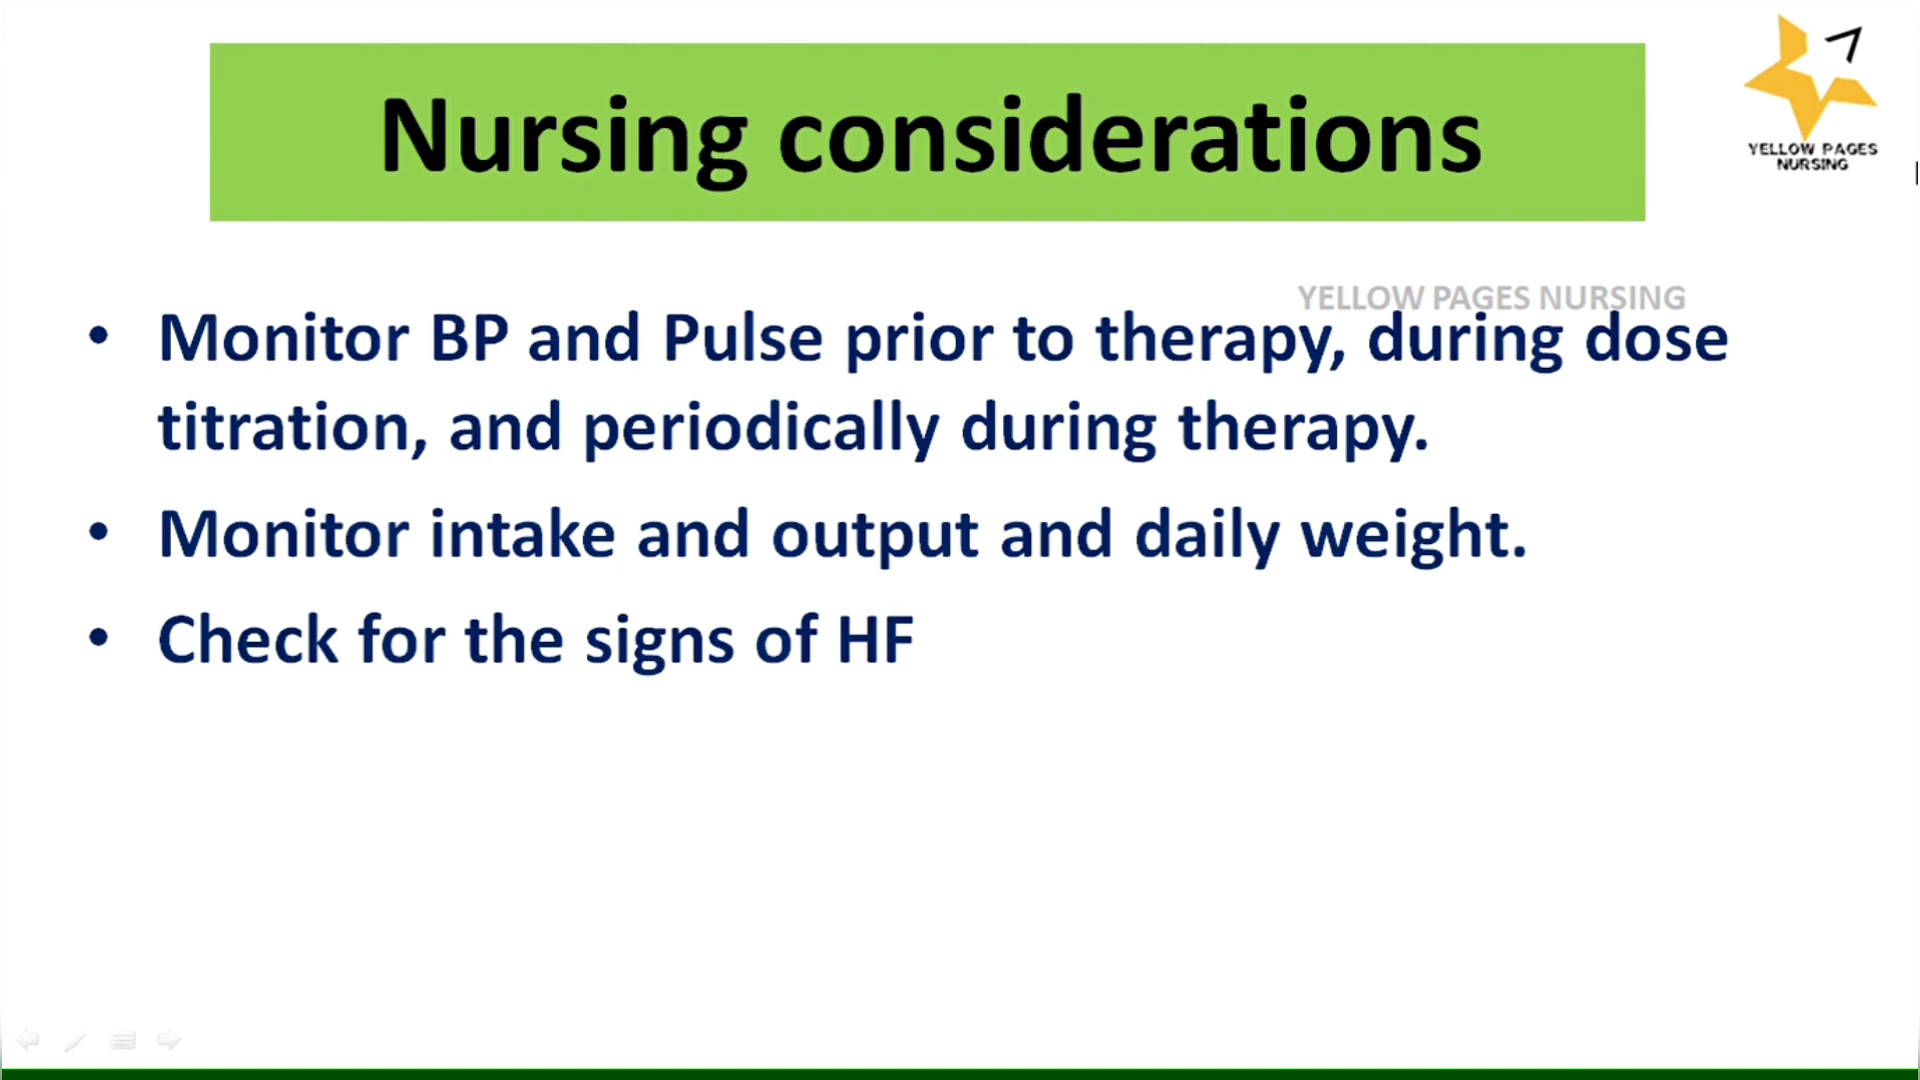 Nursing considerations
YELLOW PAGES
NURSING
YELLOW PAGES NURSING
• Monitor BP and Pulse prior to therapy, during dose
titration, and periodically during therapy.
• Monitor intake and output and daily weight.
• Check for the signs of HF